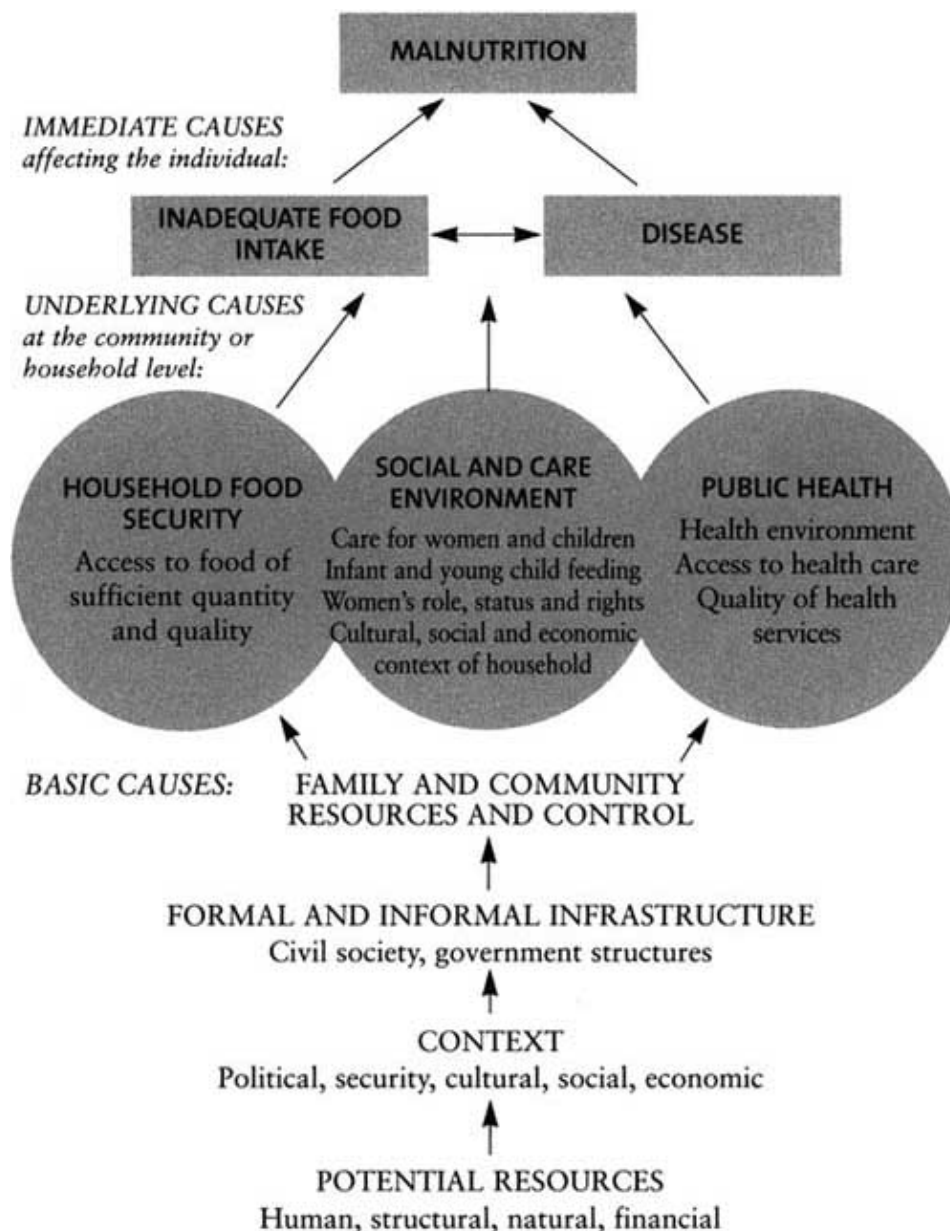 MALNUTRITION
IMMEDIATE CAUSES
affecting the individual:
INADEQUATE FOOD
INTAKE
DISEASE
UNDERLYING CAUSES
at the community or
household level:
HOUSEHOLD FOOD
SECURITY
Access to food of
sufficient quantity
and quality
SOCIAL AND CARE
ENVIRONMENT
Care for women and children
Infant and young child feeding
Women's role, status and rights
Cultural, social and economic
context of household
PUBLIC HEALTH
Health environment
Access to health care
Quality of health
services
BASIC CAUSES:
FAMILY AND COMMUNITY
RESOURCES AND CONTROL
FORMAL AND INFORMAL INFRASTRUCTURE
Civil society, government structures
CONTEXT
Political, security, cultural, social, economic
POTENTIAL RESOURCES
Human, structural, natural, financial